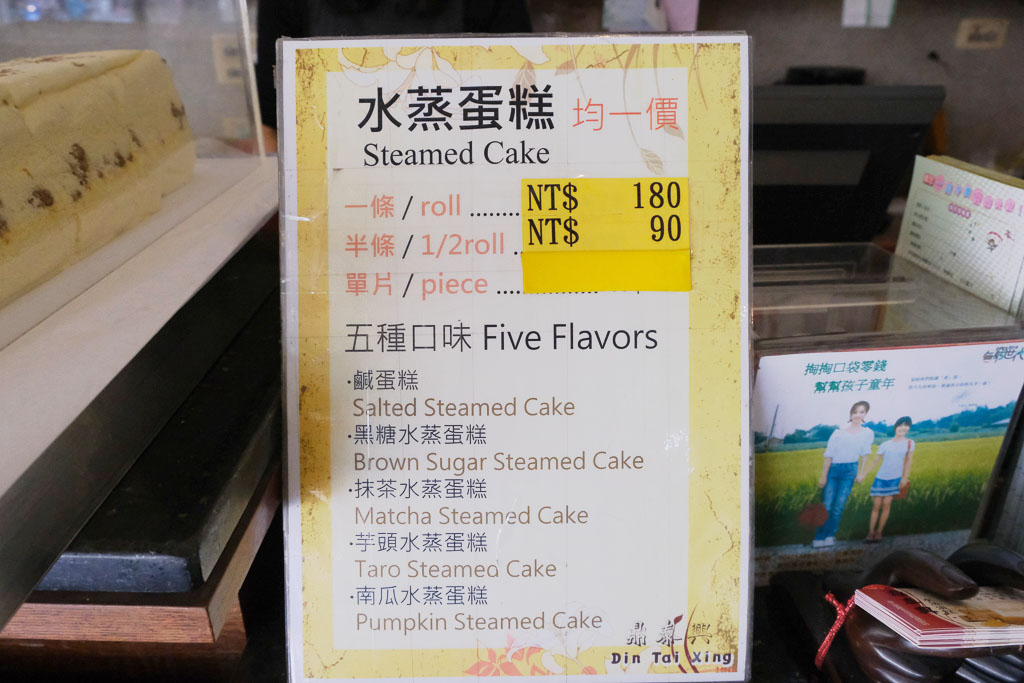 水蒸蛋糕 均一價
Steamed Cake
一條 / roll ........ NT$ 180
半條 / 1/2roll .. NT$ 90
單片 / piece ....................
五種口味 Five Flavors
·鹹蛋糕
Salted Steamed Cake
·黑糖水蒸蛋糕
Brown Sugar Steamed Cake
·抹茶水蒸蛋糕
Matcha Steamed Cake
·芋頭水蒸蛋糕
Taro Steamed Cake
·南瓜水蒸蛋糕
Pumpkin Steamed Cake
鼎泰興
Din Tai Xing
掏掏口袋零錢
幫幫孩子童年